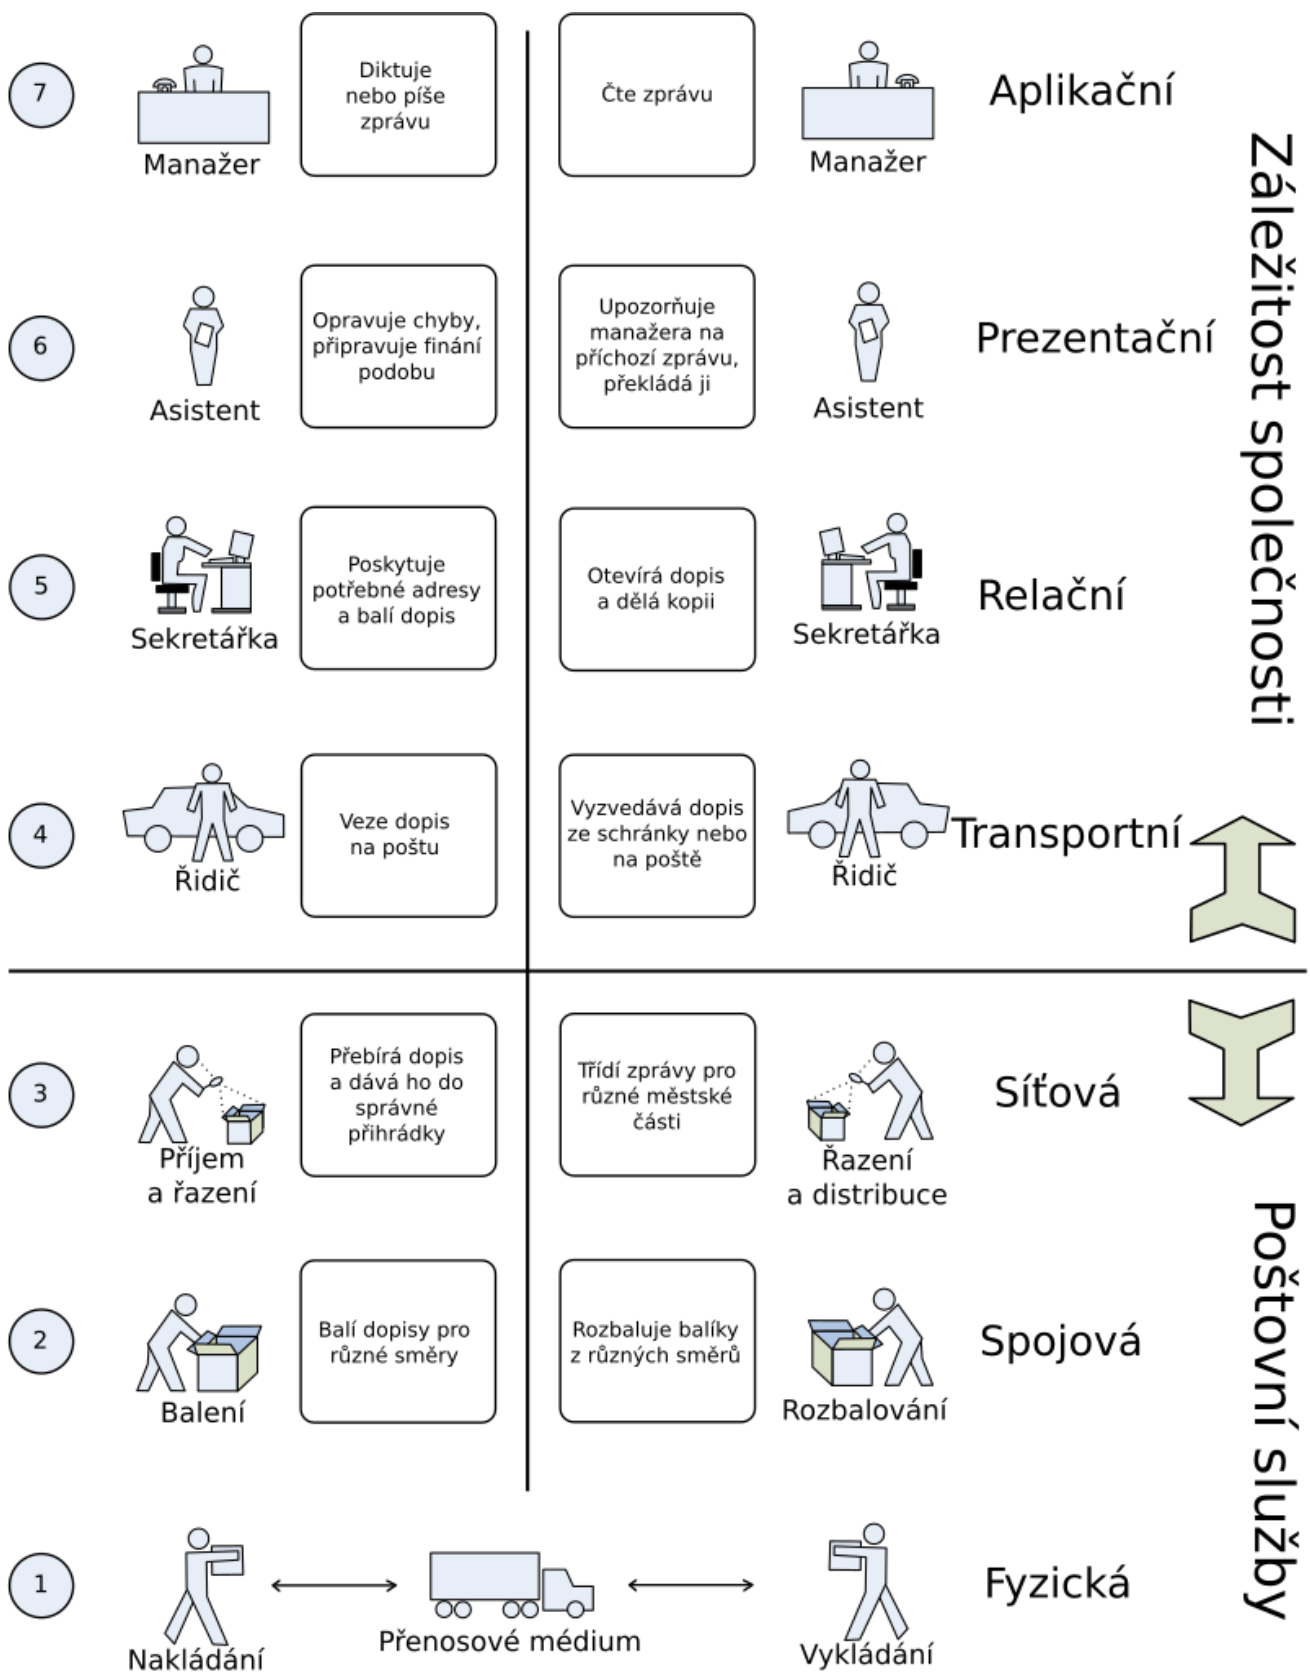 7
Manažer
Diktuje
nebo píše
zprávu
Čte zprávu
Manažer
Aplikační
6
Asistent
Opravuje chyby,
připravuje finání
podobu
Upozorňuje
manažera na
příchozí zprávu,
překládá ji
Asistent
Prezentační
5
Sekretářka
Poskytuje
potřebné adresy
a balí dopis
Otevírá dopis
a dělá kopii
Sekretářka
Relační
4
Řidič
Veze dopis
na poštu
Vyzvedává dopis
ze schránky nebo
na poště
Řidič
Transportní
Záležitost společnosti
3
Příjem
a řazení
Přebírá dopis
a dává ho do
správné
přihrádky
Třídí zprávy pro
různé městské
části
Řazení
a distribuce
Síťová
2
Balení
Balí dopisy pro
různé směry
Rozbaluje balíky
z různých směrů
Rozbalování
Spojová
1
Nakládání
Přenosové médium
Vykládání
Fyzická
Poštovní služby